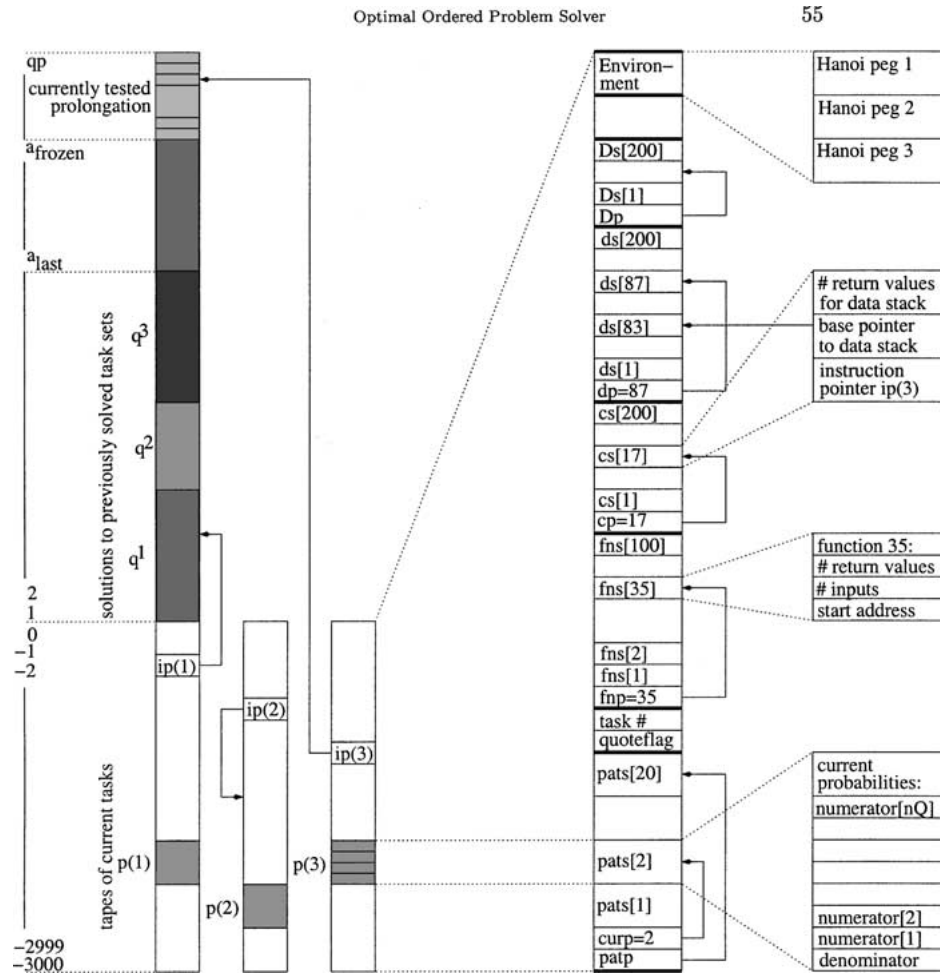 Optimal Ordered Problem Solver
55
qp
currently tested
prolongation
a frozen
a last
q3
q2
q1
solutions to previously solved task sets
2
1
0
−1
−2
ip(1)
ip(2)
ip(3)
tapes of current tasks
p(1)
p(2)
p(3)
−2999
−3000
Environ−
ment
Ds[200]
Ds[1]
Dp
ds[200]
ds[87]
ds[83]
ds[1]
dp=87
cs[200]
cs[17]
cs[1]
cp=17
fns[100]
fns[35]
fns[2]
fns[1]
fnp=35
task #
quoteflag
pats[20]
pats[2]
pats[1]
curp=2
patp
Hanoi peg 1
Hanoi peg 2
Hanoi peg 3
# return values
for data stack
base pointer
to data stack
instruction
pointer ip(3)
function 35:
# return values
# inputs
start address
current
probabilities:
numerator[nQ]
numerator[2]
numerator[1]
denominator